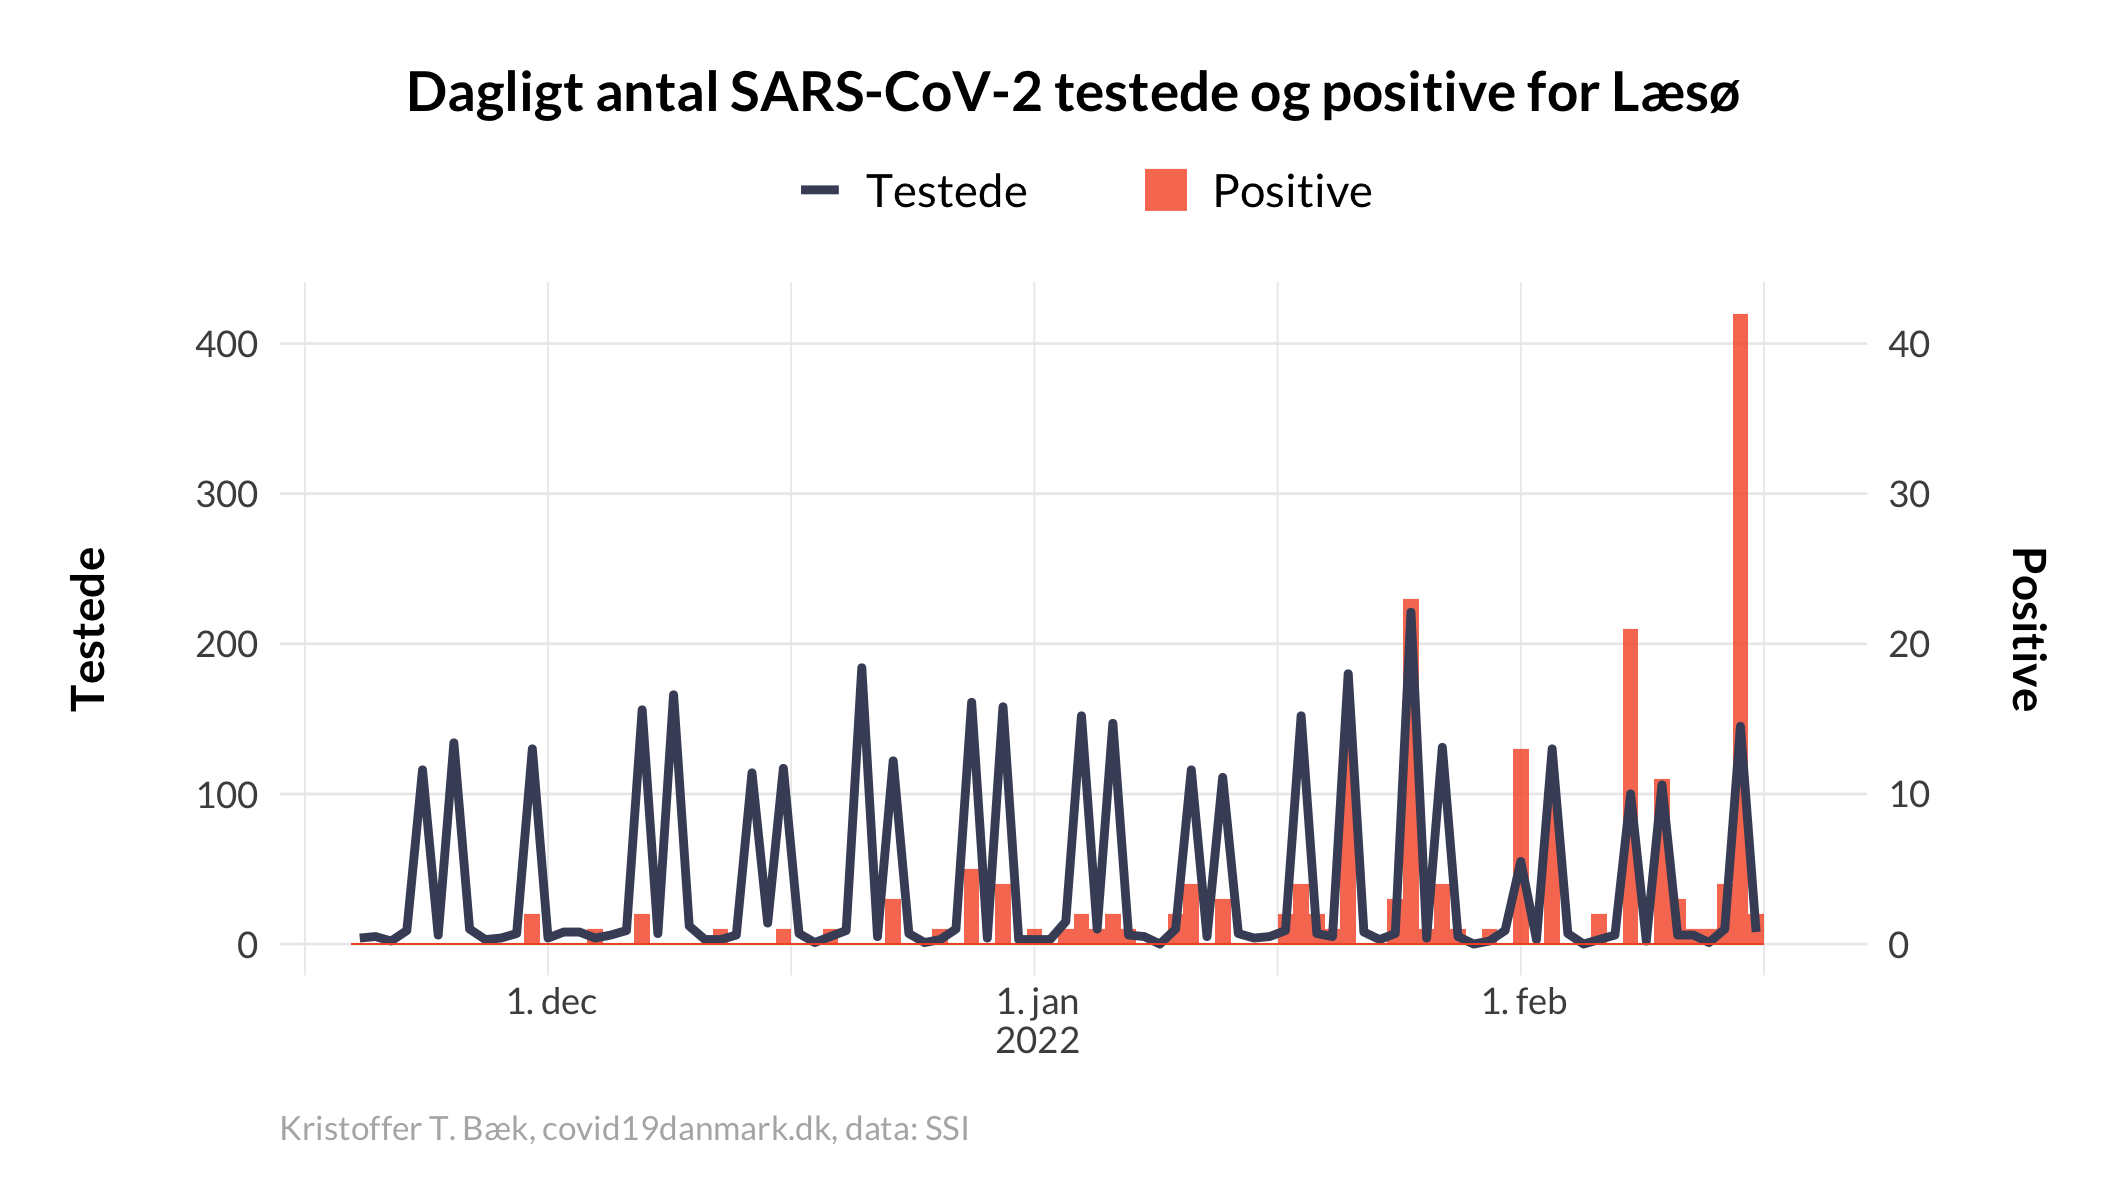 Dagligt antal SARS-CoV-2 testede og positive for Læsø
Testede
Positive
400
300
200
100
0
40
30
20
10
0
Testede
Positive
1. dec
1. jan
2022
1. feb
Kristoffer T. Bæk, covid19danmark.dk, data: SSI